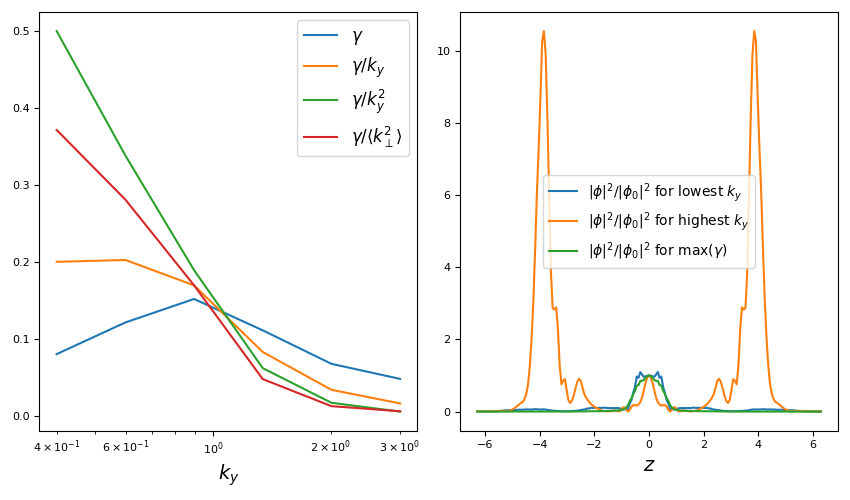 0.5
0.4
0.3
0.2
0.1
0.0
4 × 10⁻¹
6 × 10⁻¹
10⁰
2 × 10⁰
3 × 10⁰
k_y
γ
γ/k_y
γ/k_y²
γ/⟨k_⊥²⟩
10
8
6
4
2
0
−6
−4
−2
0
2
4
6
z
|ϕ|²/|ϕ₀|² for lowest k_y
|ϕ|²/|ϕ₀|² for highest k_y
|ϕ|²/|ϕ₀|² for max(γ)